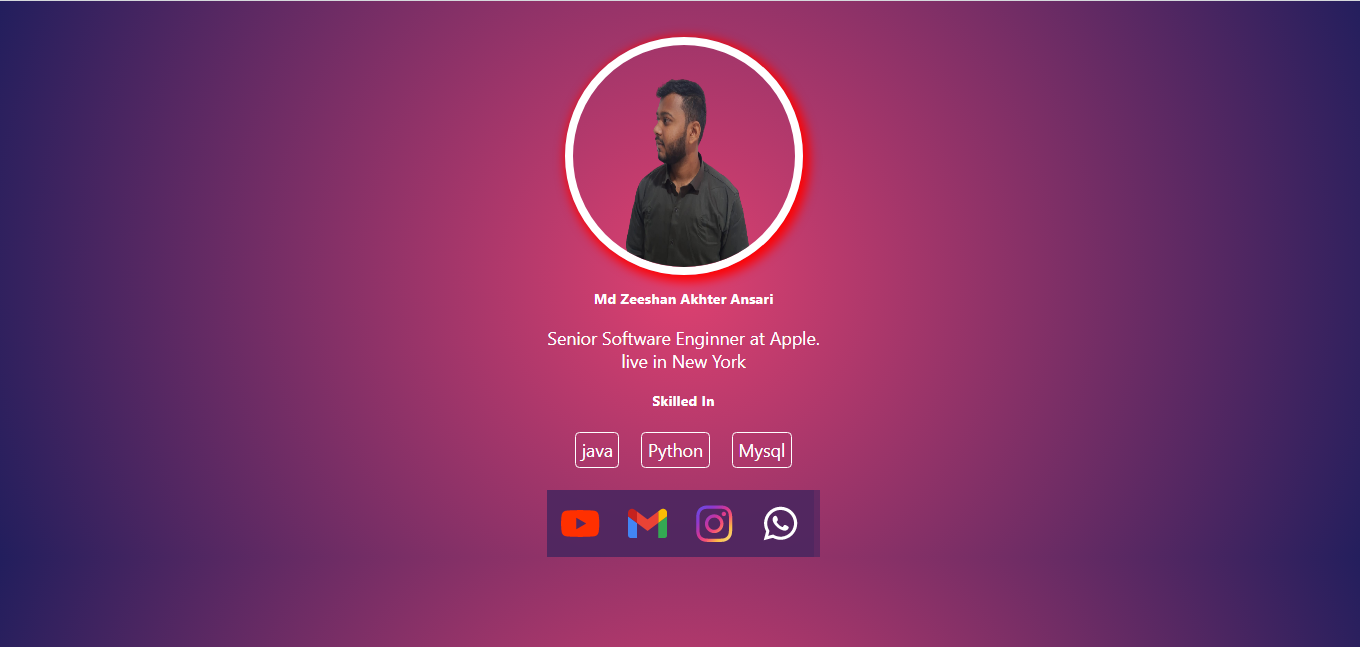 Md Zeeshan Akhter Ansari
Senior Software Enginner at Apple.
live in New York
Skilled In
java Python Mysql